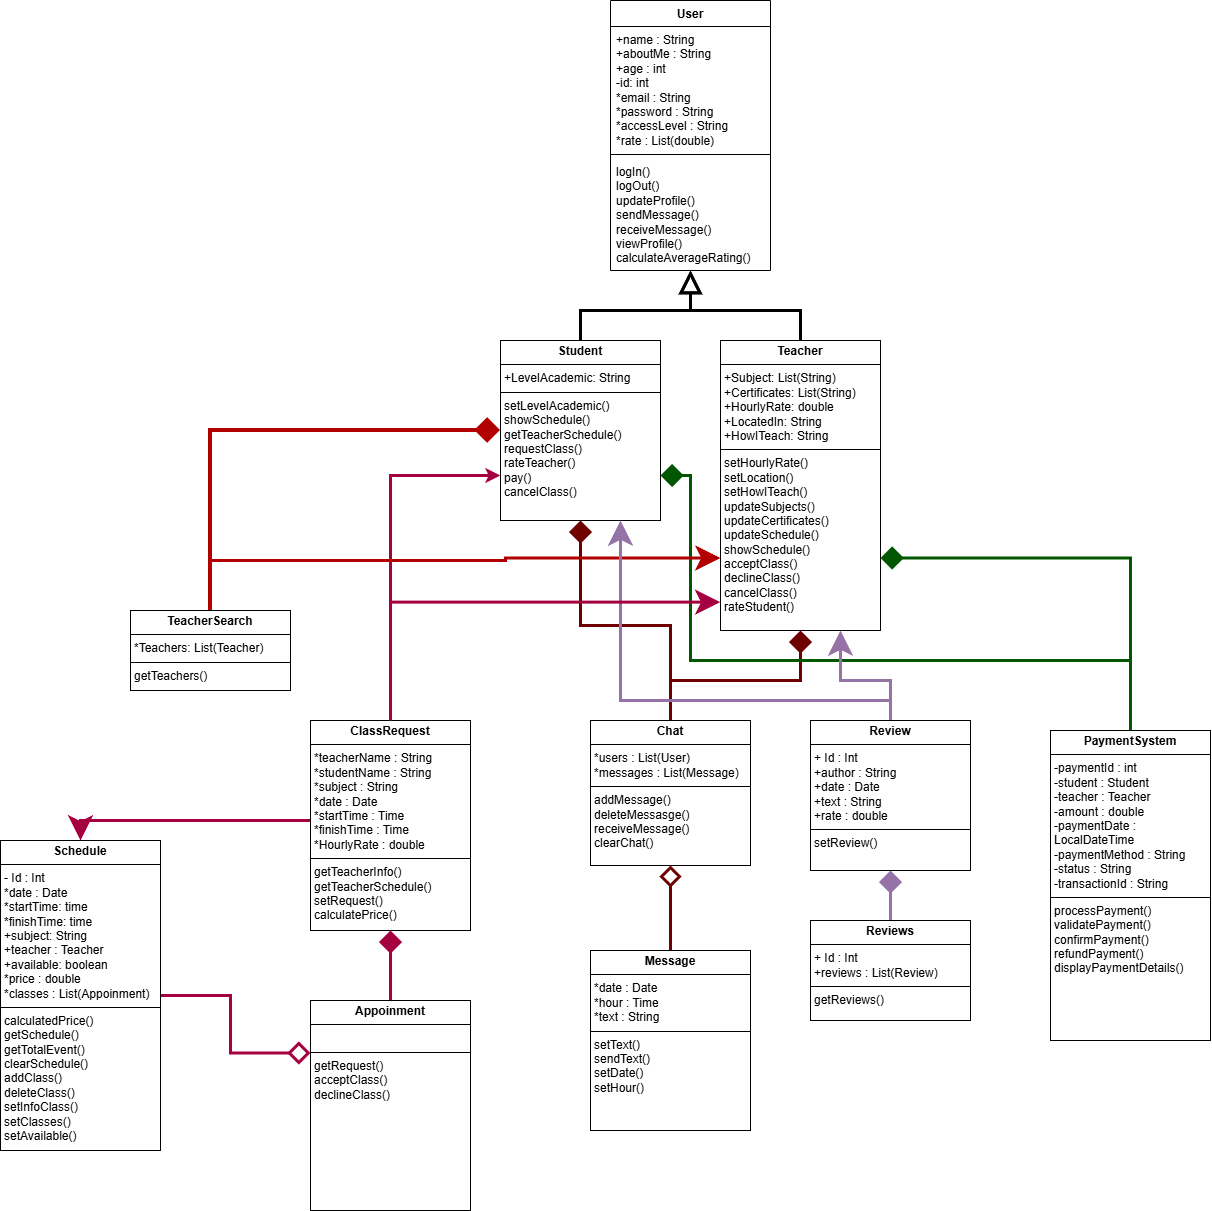 User
+name : String
+aboutMe : String
+age : int
-id: int
*email : String
*password : String
*accessLevel : String
*rate : List(double)
logIn()
logOut()
updateProfile()
sendMessage()
receiveMessage()
viewProfile()
calculateAverageRating()
Student
+LevelAcademic: String
setLevelAcademic()
showSchedule()
getTeacherSchedule()
requestClass()
rateTeacher()
pay()
cancelClass()
Teacher
+Subject: List(String)
+Certificates: List(String)
+HourlyRate: double
+LocatedIn: String
+HowITeach: String
setHourlyRate()
setLocation()
setHowITeach()
updateSubjects()
updateCertificates()
updateSchedule()
showSchedule()
acceptClass()
declineClass()
cancelClass()
rateStudent()
TeacherSearch
*Teachers: List(Teacher)
getTeachers()
ClassRequest
*teacherName : String
*studentName : String
*subject : String
*date : Date
*startTime : Time
*finishTime : Time
*HourlyRate : double
getTeacherInfo()
getTeacherSchedule()
setRequest()
calculatePrice()
Chat
*users : List(User)
*messages : List(Message)
addMessage()
deleteMessasge()
receiveMessage()
clearChat()
Review
+ Id : Int
+author : String
+date : Date
+text : String
+rate : double
setReview()
PaymentSystem
-paymentId : int
-student : Student
-teacher : Teacher
-amount : double
-paymentDate :
LocalDateTime
-paymentMethod : String
-status : String
-transactionId : String
processPayment()
validatePayment()
confirmPayment()
refundPayment()
displayPaymentDetails()
Schedule
- Id : Int
*date : Date
*startTime: time
*finishTime: time
+subject: String
+teacher : Teacher
+available: boolean
*price : double
*classes : List(Appoinment)
calculatedPrice()
getSchedule()
getTotalEvent()
clearSchedule()
addClass()
deleteClass()
setInfoClass()
setClasses()
setAvailable()
Appoinment
getRequest()
acceptClass()
declineClass()
Message
*date : Date
*hour : Time
*text : String
setText()
sendText()
setDate()
setHour()
Reviews
+ Id : Int
+reviews : List(Review)
getReviews()